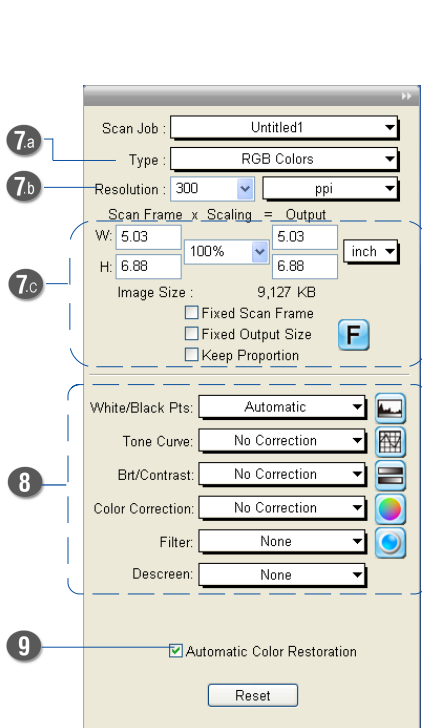 Scan Job : Untitled1
7.a Type : RGB Colors
7.b Resolution : 300 ppi
Scan Frame x Scaling = Output
W: 5.03 100% 5.03 inch
7.c H: 6.88 6.88
Image Size : 9,127 KB
Fixed Scan Frame
Fixed Output Size F
Keep Proportion
White/Black Pts: Automatic
Tone Curve: No Correction
8 Brt/Contrast: No Correction
Color Correction: No Correction
Filter: None
Descreen: None
9 Automatic Color Restoration
Reset